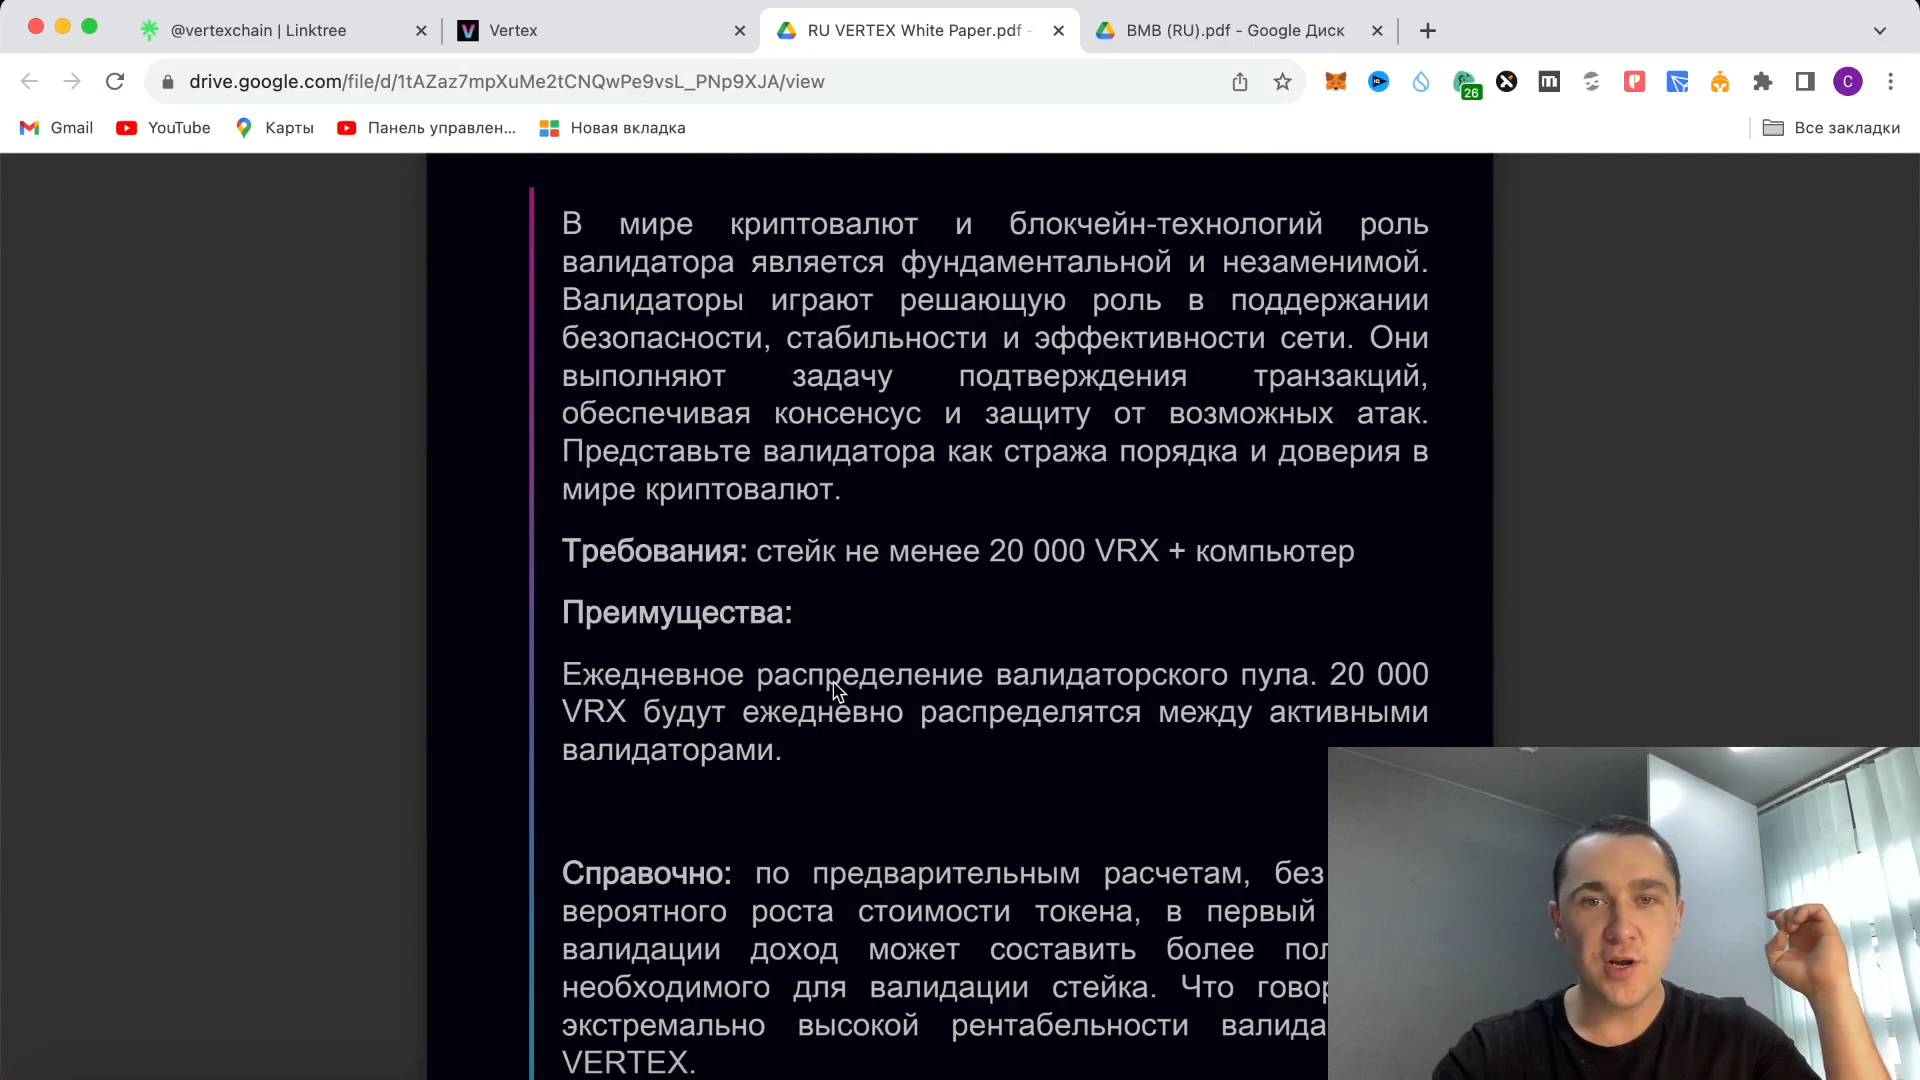 @vertexchain | Linktree
Vertex
RU VERTEX White Paper.pdf -
BMB (RU).pdf - Google Диск
drive.google.com/file/d/1tAZaz7mpXuMe2tCNQwPe9vsL_PNp9XJA/view
26
C
Gmail
YouTube
Карты
Панель управлен...
Новая вкладка
Все закладки
В мире криптовалют и блокчейн-технологий роль
валидатора является фундаментальной и незаменимой.
Валидаторы играют решающую роль в поддержании
безопасности, стабильности и эффективности сети. Они
выполняют задачу подтверждения транзакций,
обеспечивая консенсус и защиту от возможных атак.
Представьте валидатора как стража порядка и доверия в
мире криптовалют.
Требования: стейк не менее 20 000 VRX + компьютер
Преимущества:
Ежедневное распределение валидаторского пула. 20 000
VRX будут ежедневно распределятся между активными
валидаторами.
Справочно: по предварительным расчетам, без
вероятного роста стоимости токена, в первый
валидации доход может составить более пол
необходимого для валидации стейка. Что говор
экстремально высокой рентабельности валида
VERTEX.